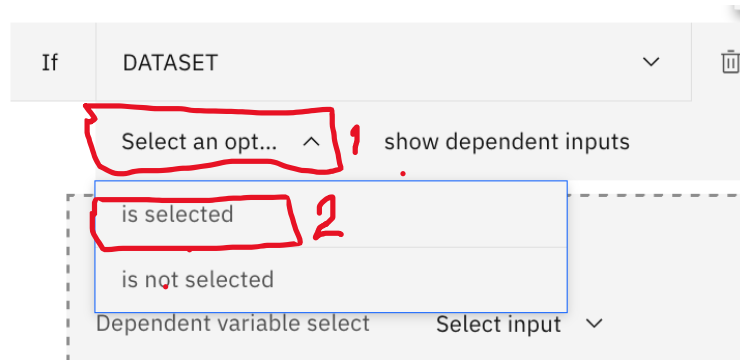 If DATASET
Select an opt... 1 show dependent inputs
is selected 2
is not selected
Dependent variable select Select input